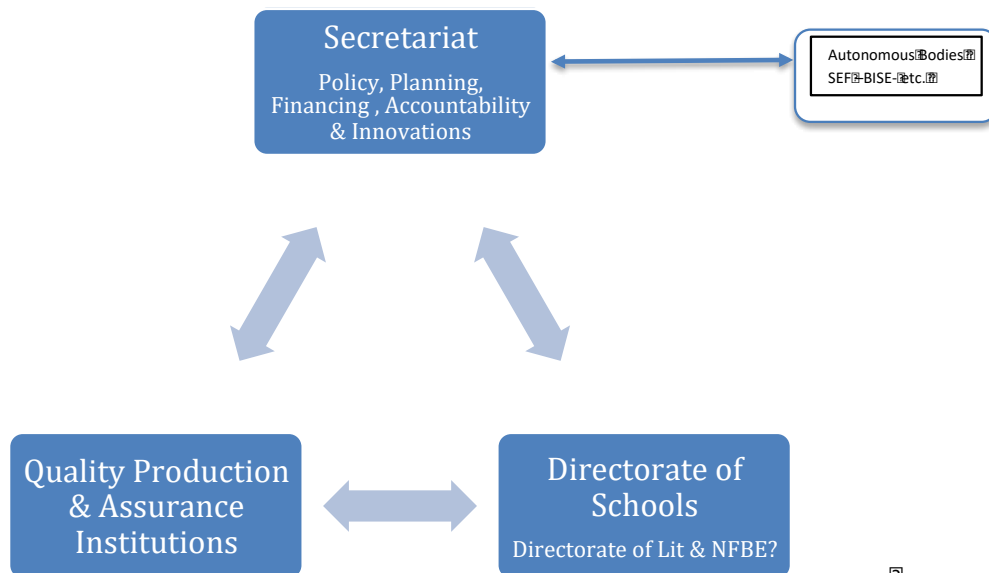 Secretariat
Policy, Planning,
Financing , Accountability
& Innovations
Autonomous Bodies
SEF-BISE- etc.
Quality Production
& Assurance
Institutions
Directorate of
Schools
Directorate of Lit & NFBE?